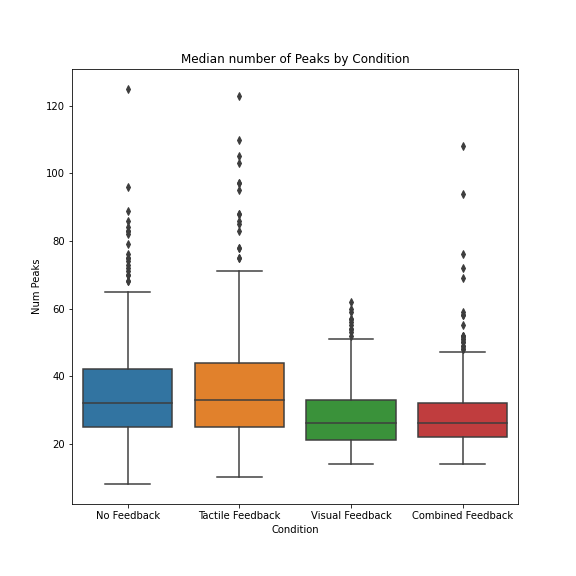 Median number of Peaks by Condition
120
100
80
60
40
20
Num Peaks
No Feedback
Tactile Feedback
Visual Feedback
Combined Feedback
Condition